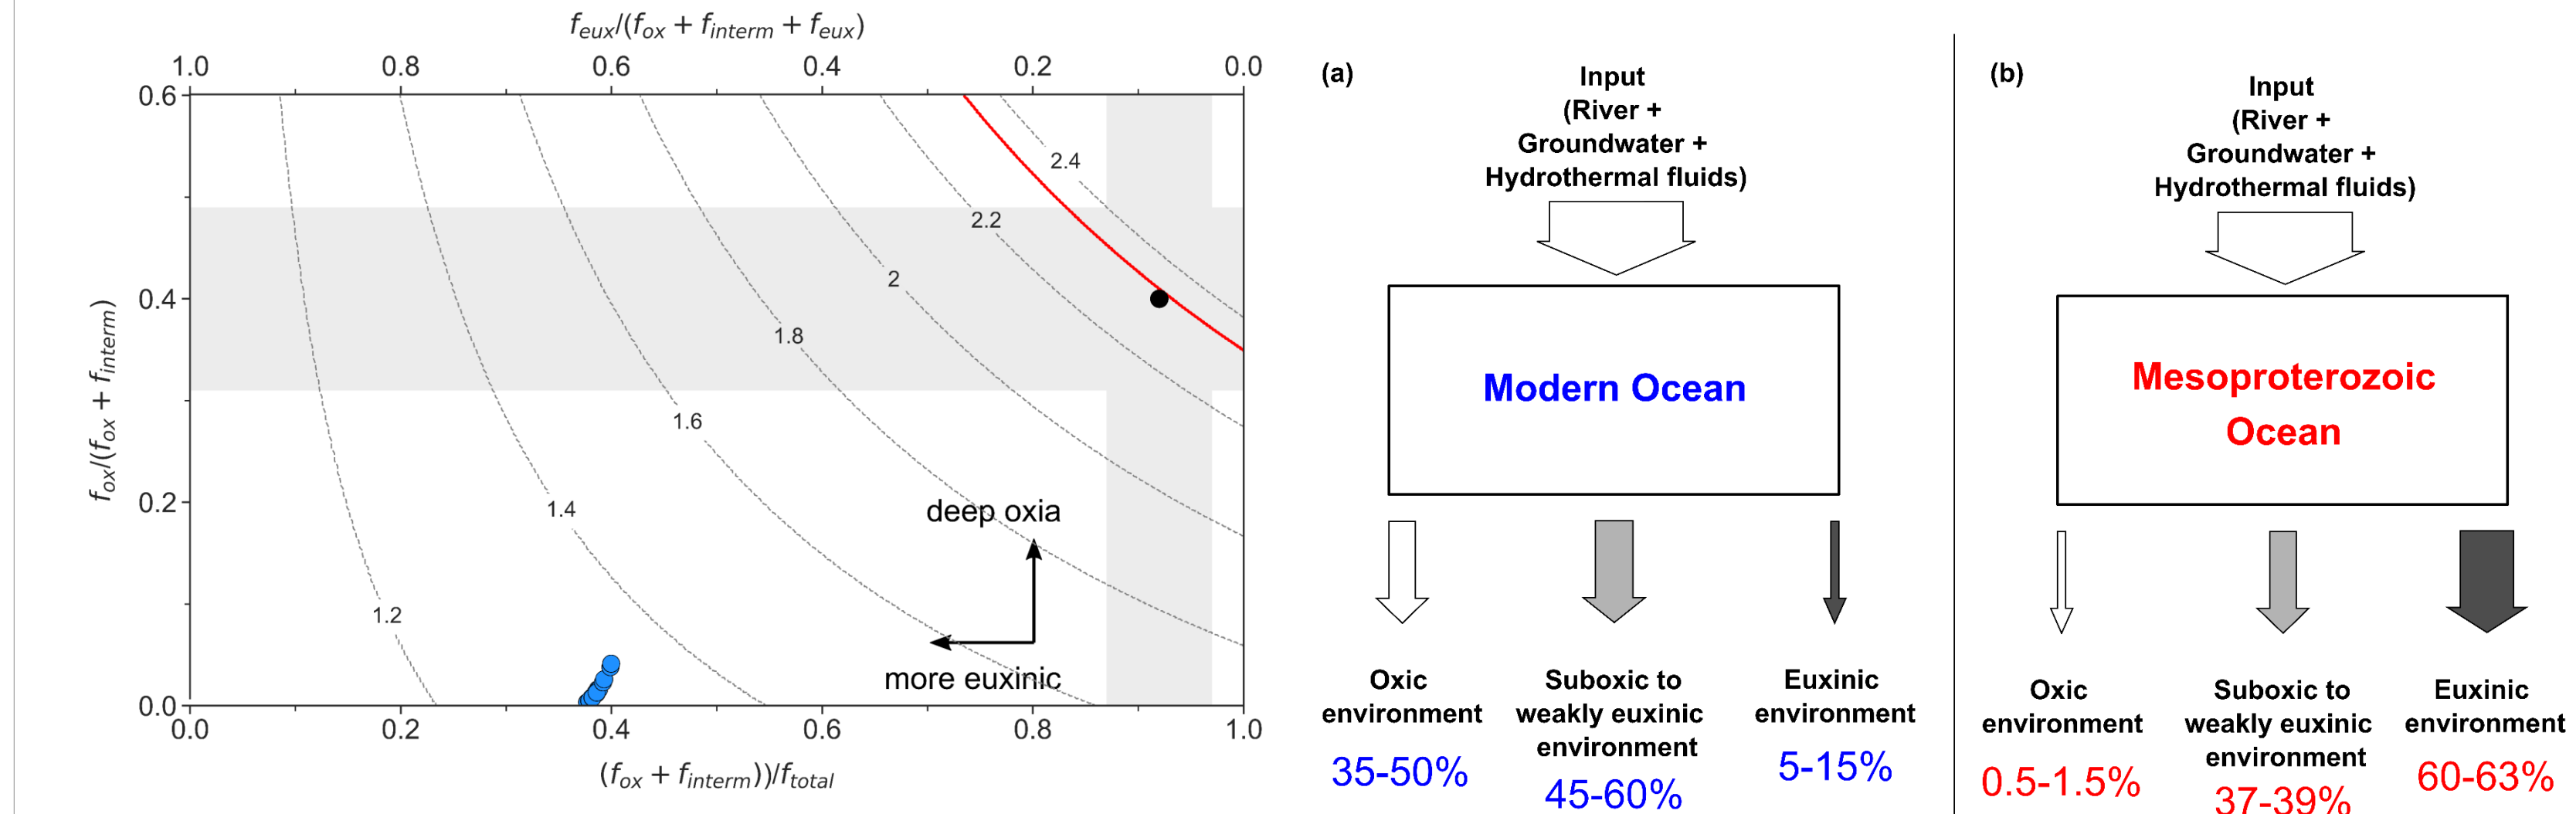 f_eux/(f_ox + f_interm + f_eux)
1.0 0.8 0.6 0.4 0.2 0.0
0.6
0.4
0.2
0.0
f_ox/(f_ox + f_interm)
2.4
2.2
2
1.8
1.6
1.4
1.2
deep oxia
more euxinic
0.0 0.2 0.4 0.6 0.8 1.0
(f_ox + f_interm))/f_total
(a)
Input
(River +
Groundwater +
Hydrothermal fluids)
Modern Ocean
Oxic
environment
35-50%
Suboxic to
weakly euxinic
environment
45-60%
Euxinic
environment
5-15%
(b)
Input
(River +
Groundwater +
Hydrothermal fluids)
Mesoproterozoic
Ocean
Oxic
environment
0.5-1.5%
Suboxic to
weakly euxinic
environment
37-39%
Euxinic
environment
60-63%